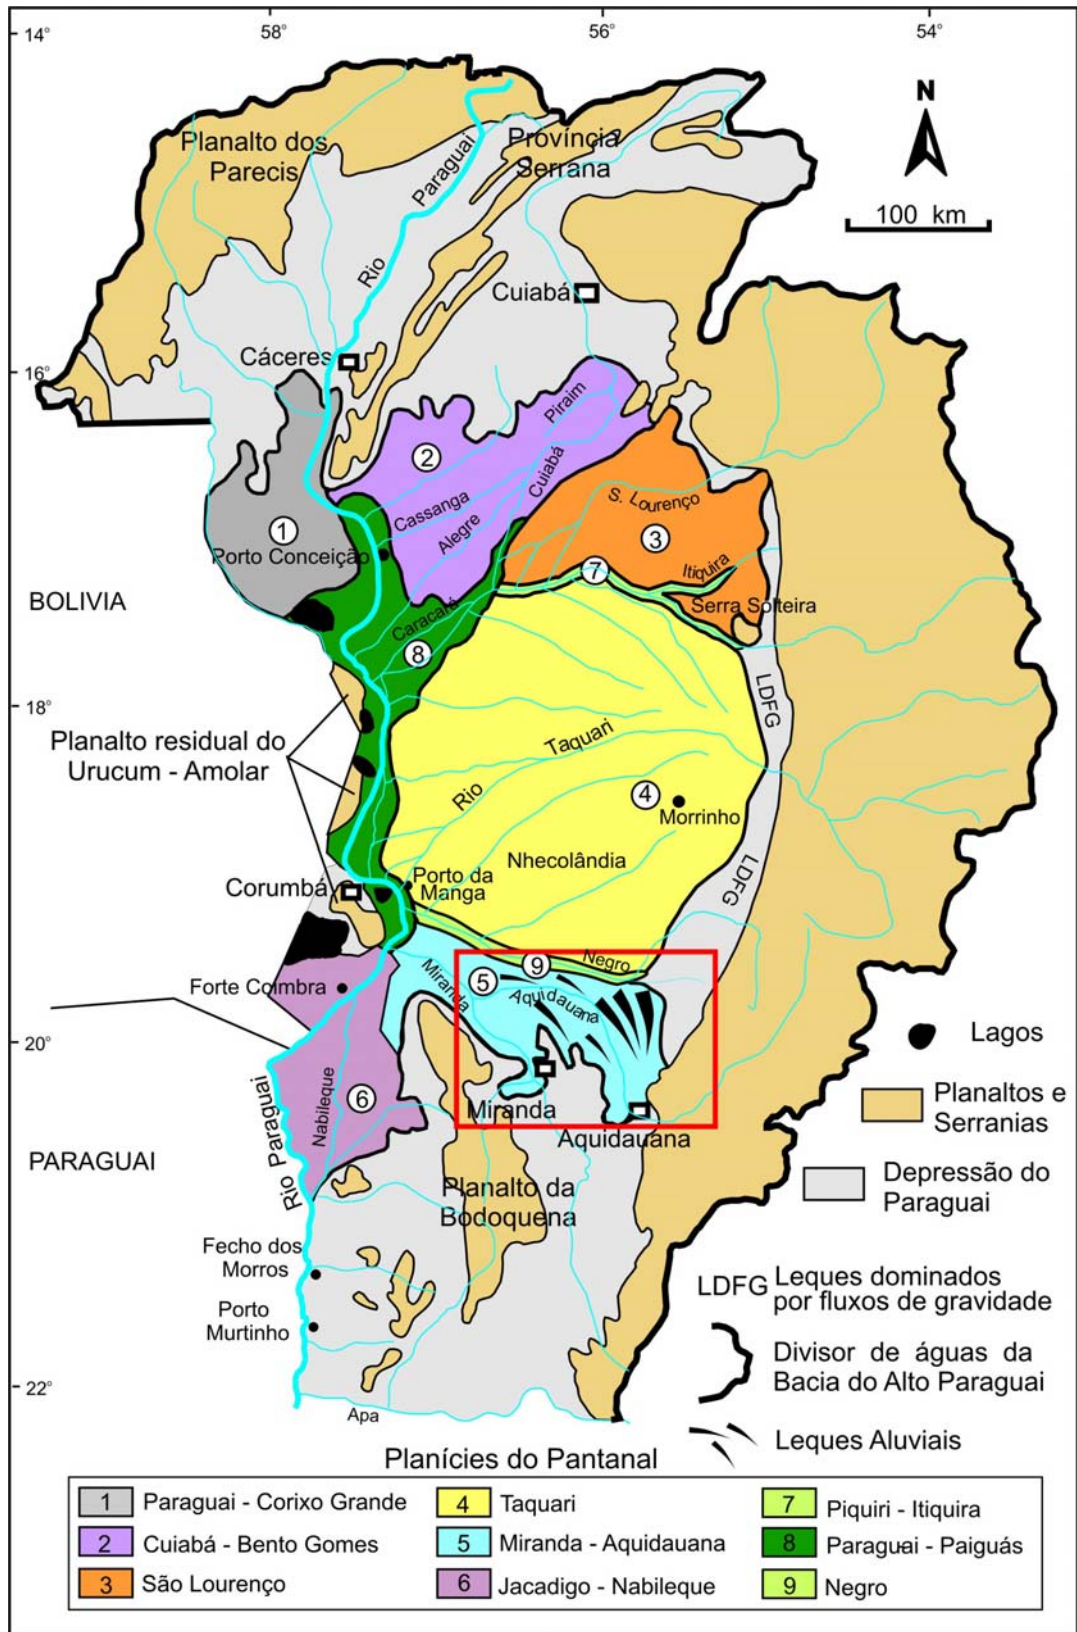 58°
56°
54°
14°
16°
18°
20°
22°
N
100 km
Planalto dos
Parecis
Paraguai
Rio
Província
Serrana
Cuiabá
Cáceres
Piraim
2
Cuiabá
Cassanga
Alegre
S. Lourenço
1
3
Porto Conceição
7
Itiquira
BOLIVIA
Serra Solteira
Caracará
8
LDFG
Planalto residual do
Urucum - Amolar
Taquari
Rio
4
Morrinho
Nhecolândia
LDFG
Corumbá
Porto da
Manga
Negro
9
Miranda
5
Aquidauana
Forte Coimbra
Nabileque
6
Miranda
Aquidauana
PARAGUAI
Rio Paraguai
Planalto da
Bodoquena
Fecho dos
Morros
Porto
Murtinho
Apa
Lagos
Planaltos e
Serranias
Depressão do
Paraguai
LDFG Leques dominados
por fluxos de gravidade
Divisor de águas da
Bacia do Alto Paraguai
Leques Aluviais
Planícies do Pantanal
1 Paraguai - Corixo Grande
2 Cuiabá - Bento Gomes
3 São Lourenço
4 Taquari
5 Miranda - Aquidauana
6 Jacadigo - Nabileque
7 Piquiri - Itiquira
8 Paraguai - Paiguás
9 Negro